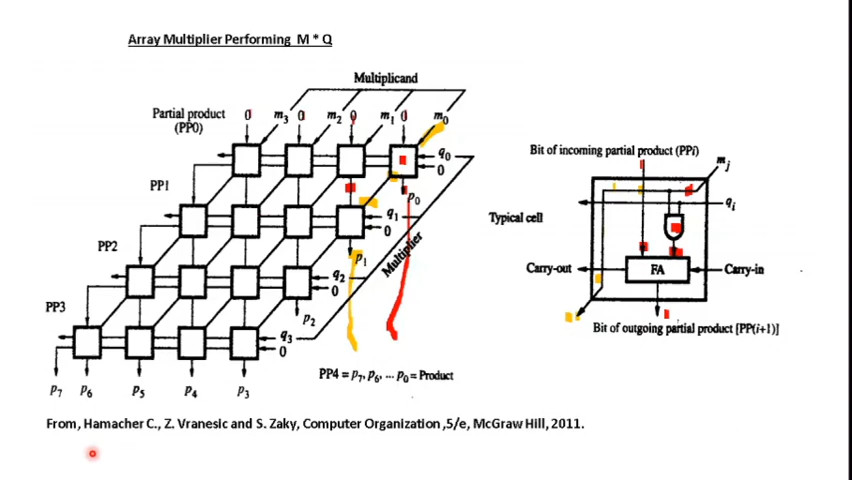 Array Multiplier Performing M * Q
Multiplicand
Partial product 0 m3 0 m2 0 m1 0 m0
(PP0)
q0
0
PP1
p0
q1
0
PP2
p1
Multiplier
q2
0
PP3
p2
q3
0
PP4 = p7, p6, ... p0 = Product
p7 p6 p5 p4 p3
Bit of incoming partial product (PPi)
mj
qi
Typical cell
Carry-out FA Carry-in
Bit of outgoing partial product [PP(i+1)]
From, Hamacher C., Z. Vranesic and S. Zaky, Computer Organization ,5/e, McGraw Hill, 2011.